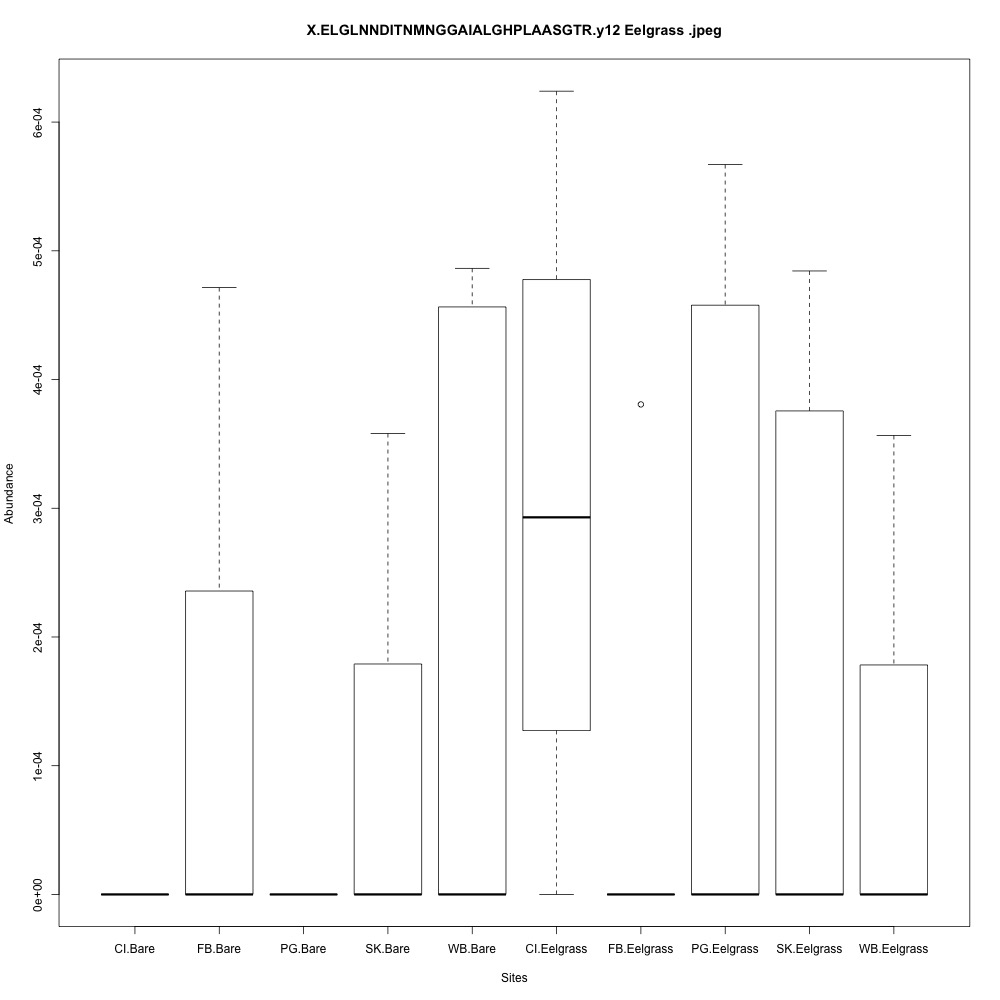 X.ELGLNNDITNMNGGAIALGHPLAASGTR.y12 Eelgrass .jpeg
6e-04
5e-04
4e-04
3e-04
2e-04
1e-04
0e+00
Abundance
CI.Bare FB.Bare PG.Bare SK.Bare WB.Bare CI.Eelgrass FB.Eelgrass PG.Eelgrass SK.Eelgrass WB.Eelgrass
Sites